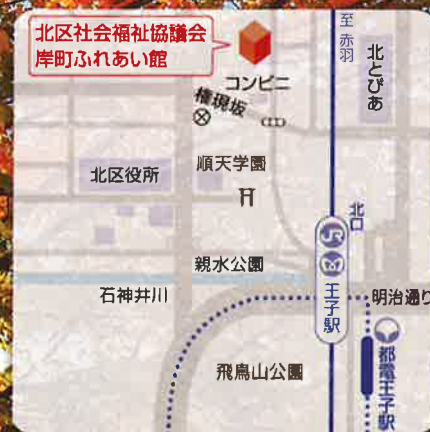 北区社会福祉協議会
岸町ふれあい館
至 赤羽
北とぴあ
コンビニ
権現坂
順天学園
北区役所
北口
JR
M
親水公園
石神井川
王子駅
明治通り
都電王子駅
飛鳥山公園